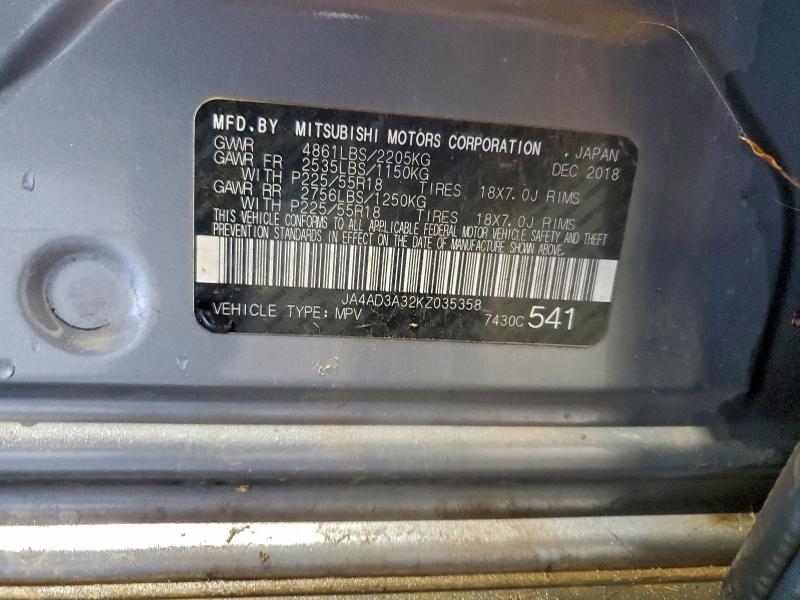 MFD.BY MITSUBISHI MOTORS CORPORATION , JAPAN
GVWR 4861LBS/2205KG DEC 2018
GAWR FR 2535LBS/1150KG
WITH P225/55R18 TIRES 18X7.0J RIMS
GAWR RR 2756LBS/1250KG
WITH P225/55R18 TIRES 18X7.0J RIMS
THIS VEHICLE CONFORMS TO ALL APPLICABLE FEDERAL MOTOR VEHICLE SAFETY AND THEFT
PREVENTION STANDARDS IN EFFECT ON THE DATE OF MANUFACTURE SHOWN ABOVE.
JA4AD3A32KZ035358
VEHICLE TYPE: MPV 7430C 541